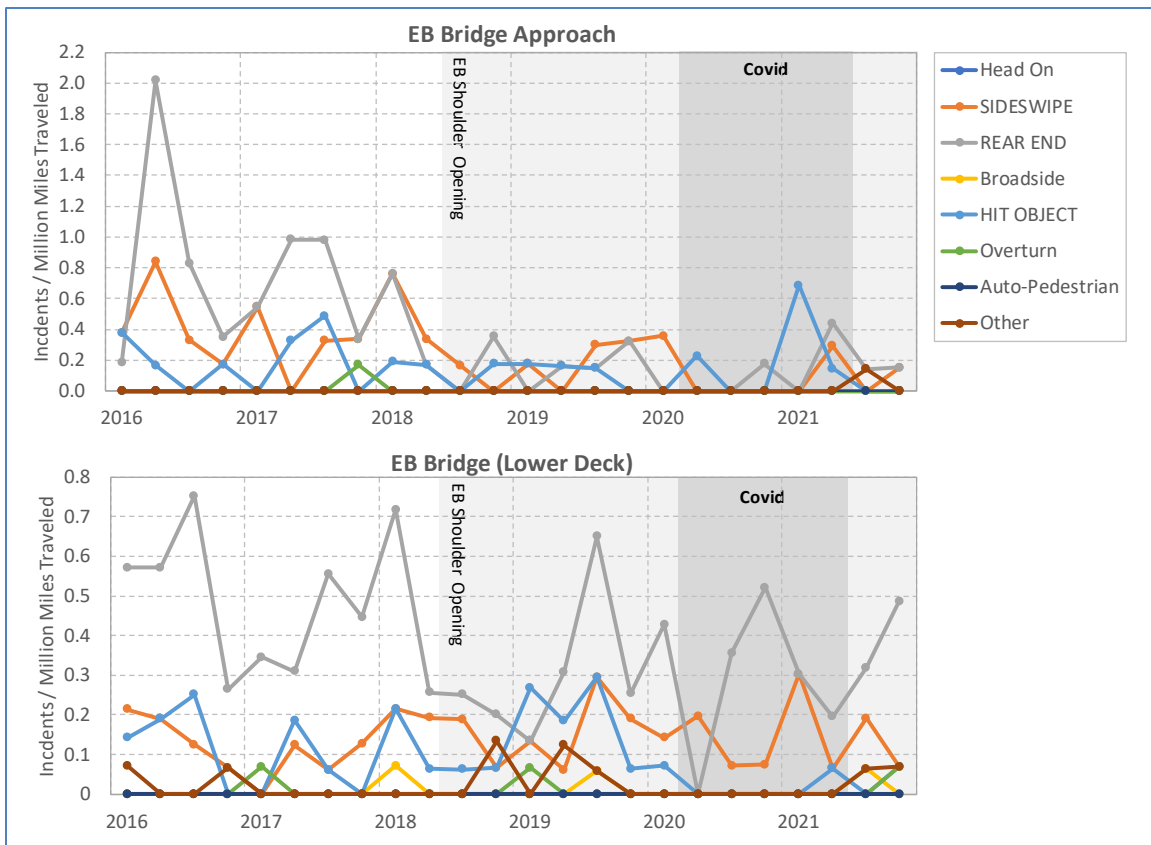 EB Bridge Approach
Incdents / Million Miles Traveled
2.2
2.0
1.8
1.6
1.4
1.2
1.0
0.8
0.6
0.4
0.2
0.0
EB Shoulder Opening
Covid
2016
2017
2018
2019
2020
2021
Head On
SIDESWIPE
REAR END
Broadside
HIT OBJECT
Overturn
Auto-Pedestrian
Other
EB Bridge (Lower Deck)
Incdents / Million Miles Traveled
0.8
0.7
0.6
0.5
0.4
0.3
0.2
0.1
0
EB Shoulder Opening
Covid
2016
2017
2018
2019
2020
2021